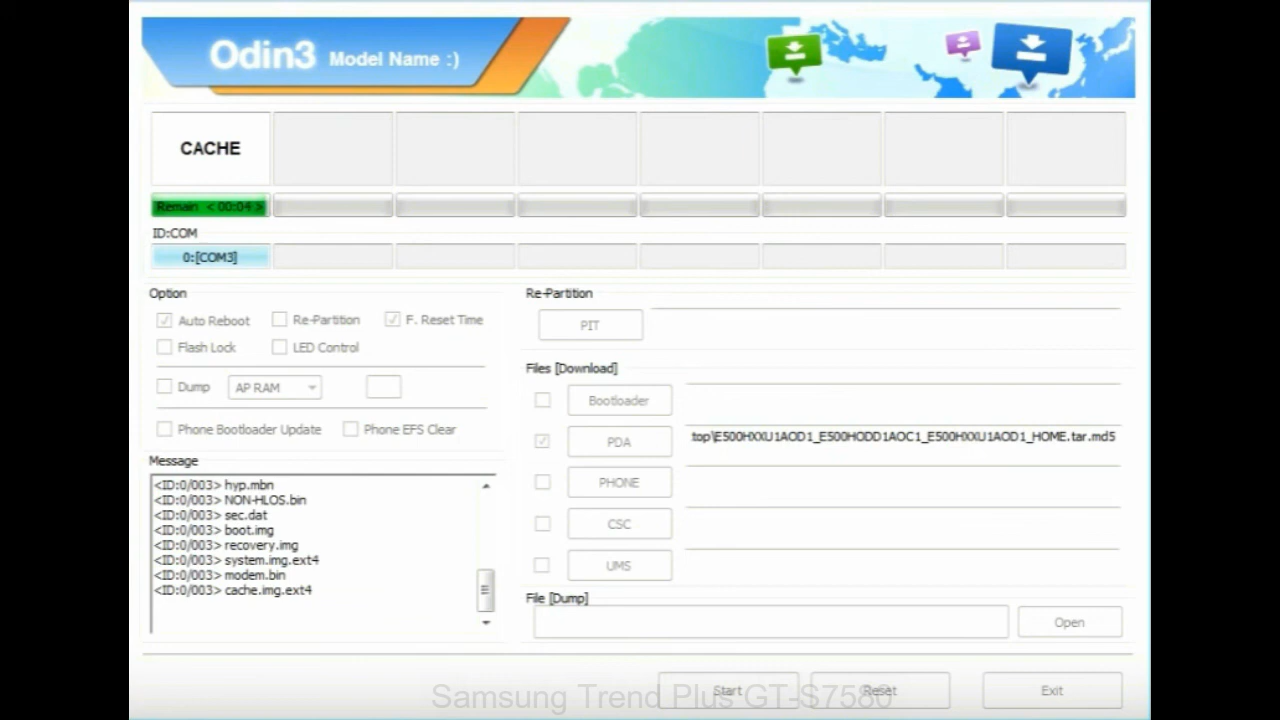 Odin3 Model Name :)
CACHE
Remain < 00:04 >
ID:COM
0:[COM3]
Option
Auto Reboot
Re-Partition
F. Reset Time
Flash Lock
LED Control
Dump
AP RAM
Phone Bootloader Update
Phone EFS Clear
Message
<ID:0/003> hyp.mbn
<ID:0/003> NON-HLOS.bin
<ID:0/003> sec.dat
<ID:0/003> boot.img
<ID:0/003> recovery.img
<ID:0/003> system.img.ext4
<ID:0/003> modem.bin
<ID:0/003> cache.img.ext4
Re-Partition
PIT
Files [Download]
Bootloader
PDA
top\E500HXXU1AOD1_E500HODD1AOC1_E500HXXU1AOD1_HOME.tar.md5
PHONE
CSC
UMS
File [Dump]
Open
Start
Reset
Exit
Samsung Trend Plus GT-S7580